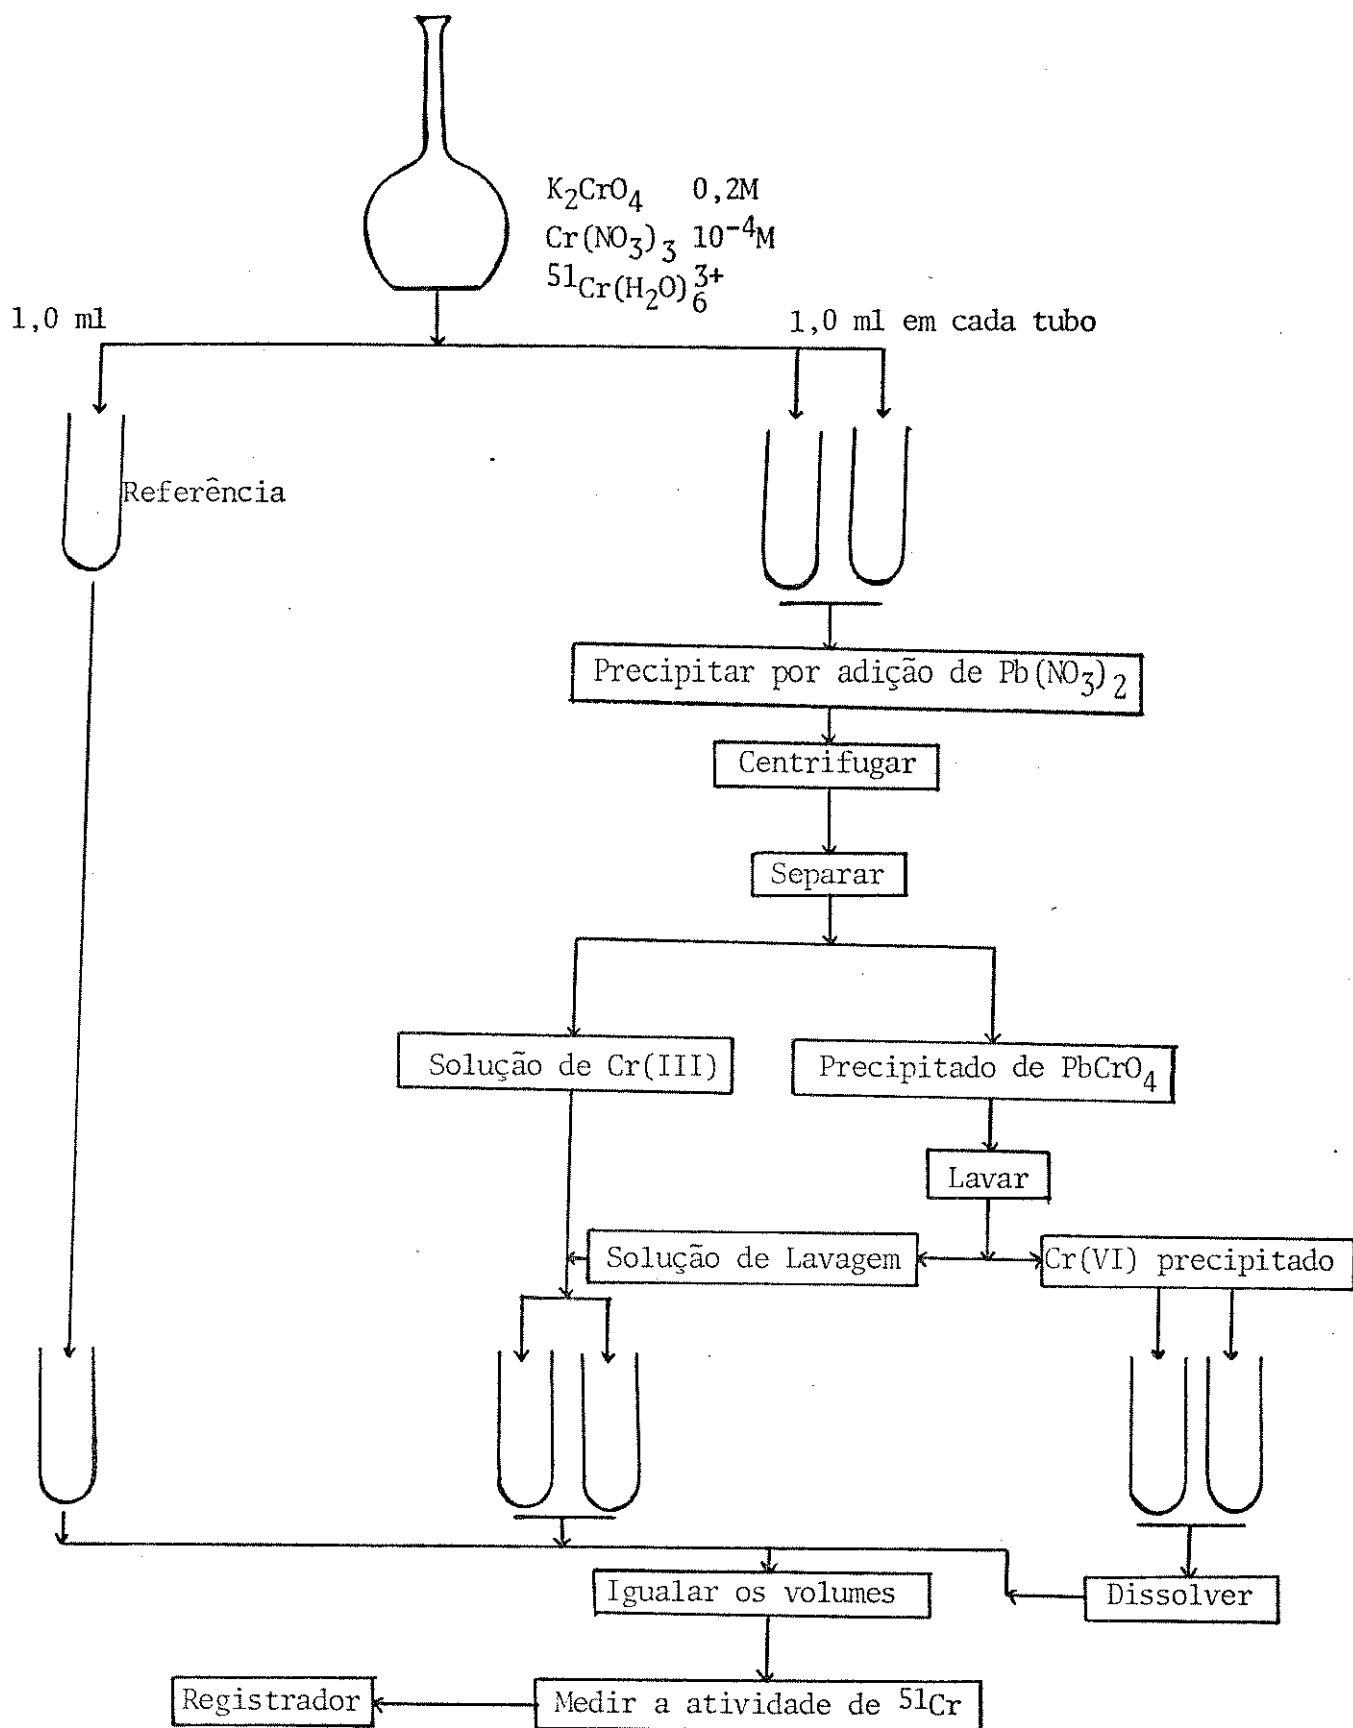 K₂CrO₄ 0,2M
Cr(NO₃)₃ 10⁻⁴M
⁵¹Cr(H₂O)₆³⁺
1,0 ml
1,0 ml em cada tubo
Referência
Precipitar por adição de Pb(NO₃)₂
Centrifugar
Separar
Solução de Cr(III)
Precipitado de PbCrO₄
Lavar
Solução de Lavagem
Cr(VI) precipitado
Igualar os volumes
Dissolver
Registrador
Medir a atividade de ⁵¹Cr